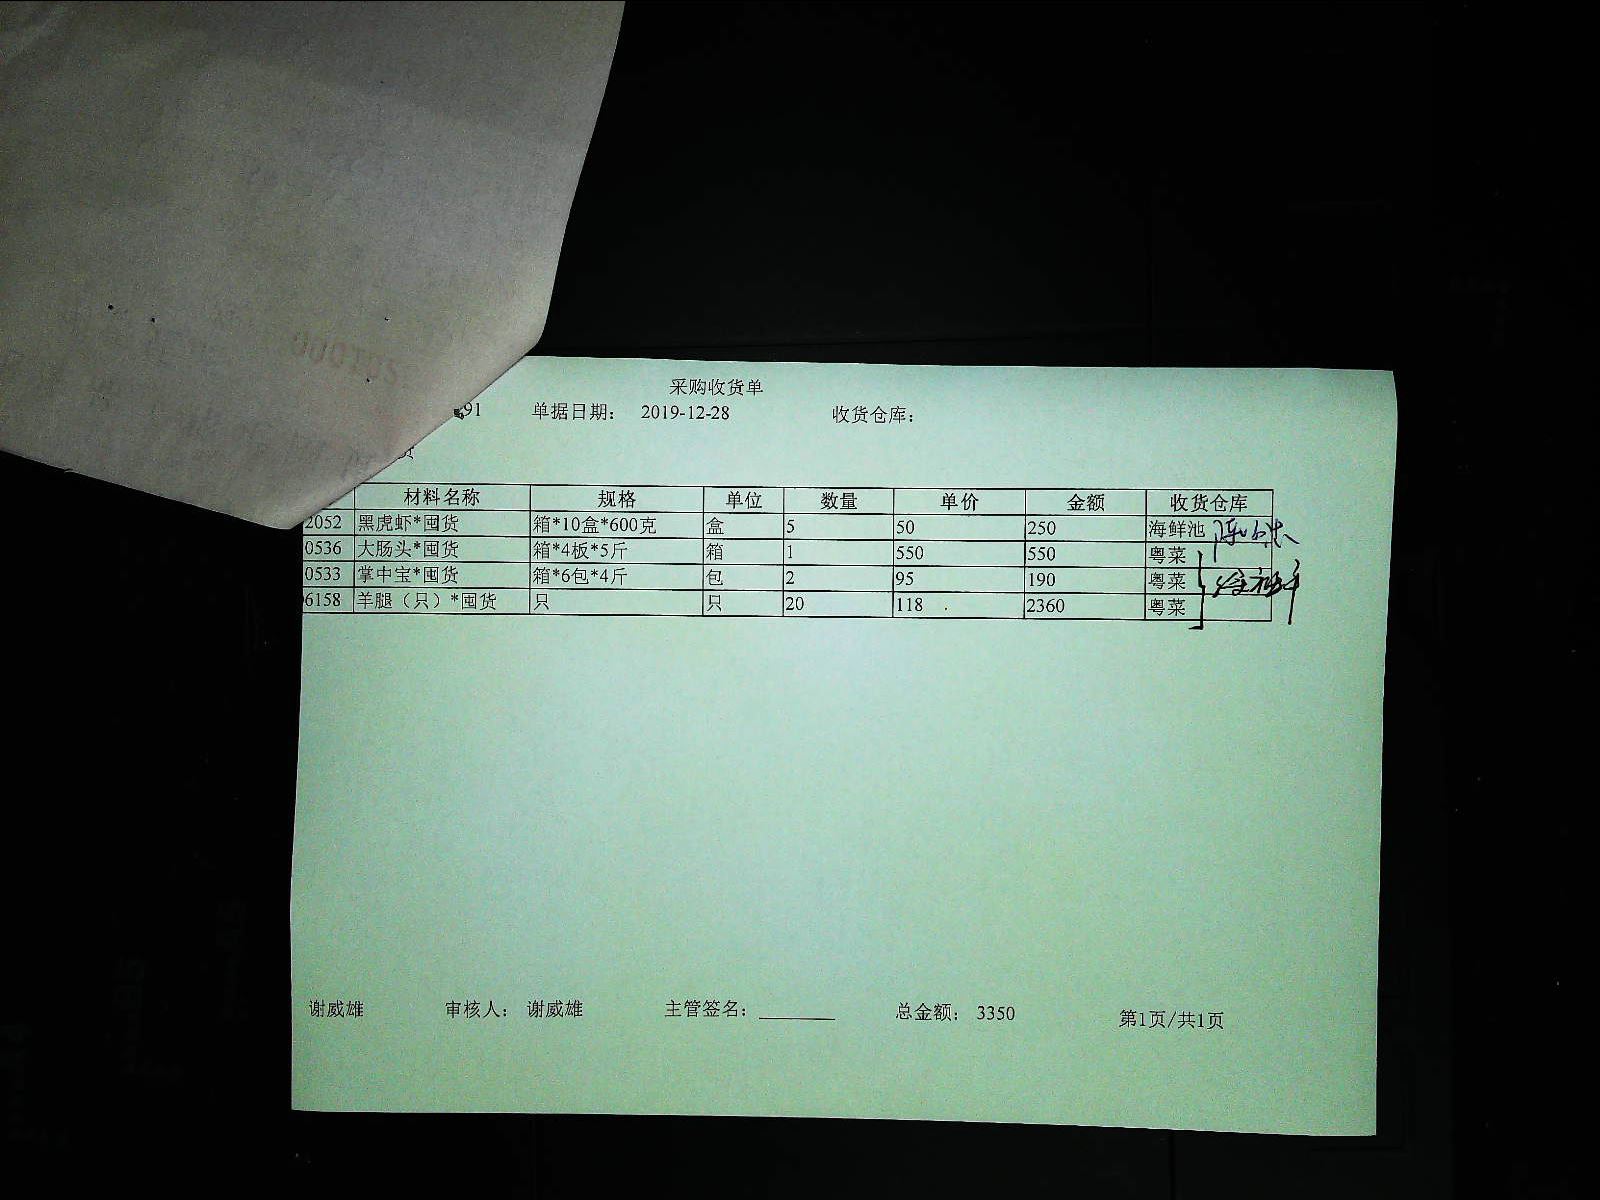 采购收货单
91 单据日期： 2019-12-28 收货仓库：
材料名称 规格 单位 数量 单价 金额 收货仓库
2052 黑虎虾*囤货 箱*10盒*600克 盒 5 50 250 海鲜池
0536 大肠头*囤货 箱*4板*5斤 箱 1 550 550 粤菜
0533 掌中宝*囤货 箱*6包*4斤 包 2 95 190 粤菜
6158 羊腿（只）*囤货 只 只 20 118 2360 粤菜
谢威雄 审核人： 谢威雄 主管签名： 总金额： 3350 第1页/共1页